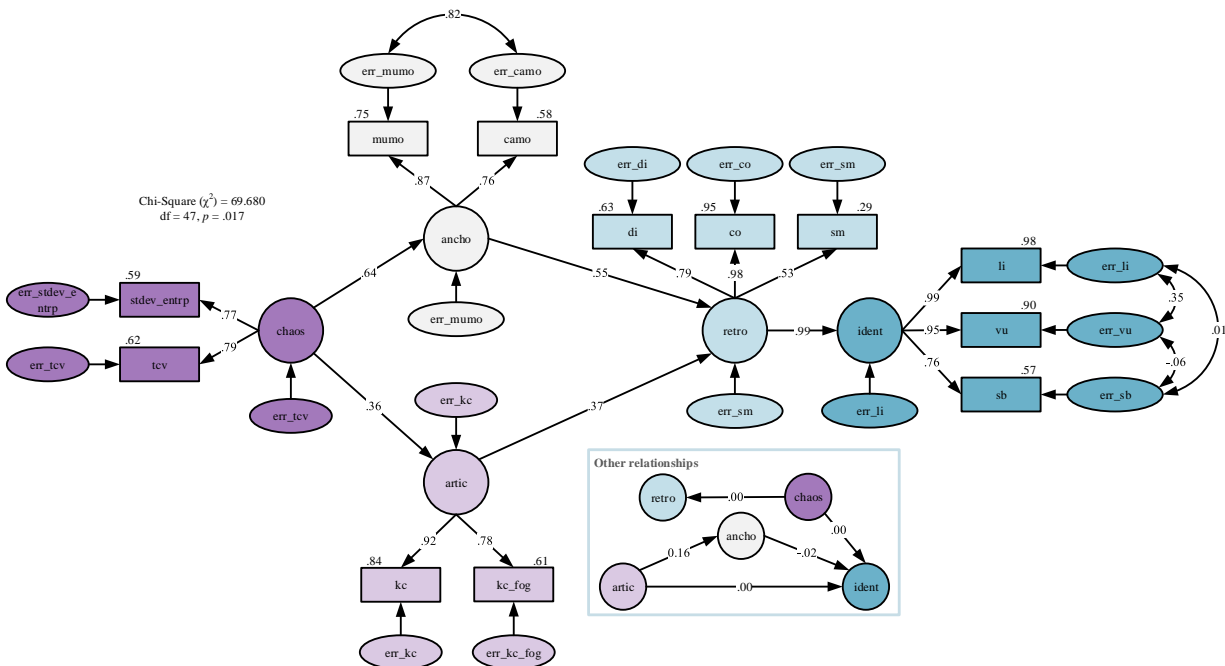 .82
err_mumo
err_camo
.75
mumo
.58
camo
.87
.76
Chi-Square (χ²) = 69.680
df = 47, p = .017
ancho
.64
.55
err_mumo
err_di
err_co
err_sm
.63
di
.95
co
.29
sm
.79
.98
.53
err_stdev_e
ntrp
.59
stdev_entrp
.77
err_tcv
.62
tcv
.79
chaos
err_tcv
.36
retro
.99
ident
err_sm
err_li
.99
.95
.76
.98
li
err_li
.35
.90
vu
err_vu
.01
-.06
.57
sb
err_sb
err_kc
.37
artic
.92
.78
.84
kc
.61
kc_fog
err_kc
err_kc_fog
Other relationships
retro
.00
chaos
ancho
.00
0.16
-.02
artic
.00
ident